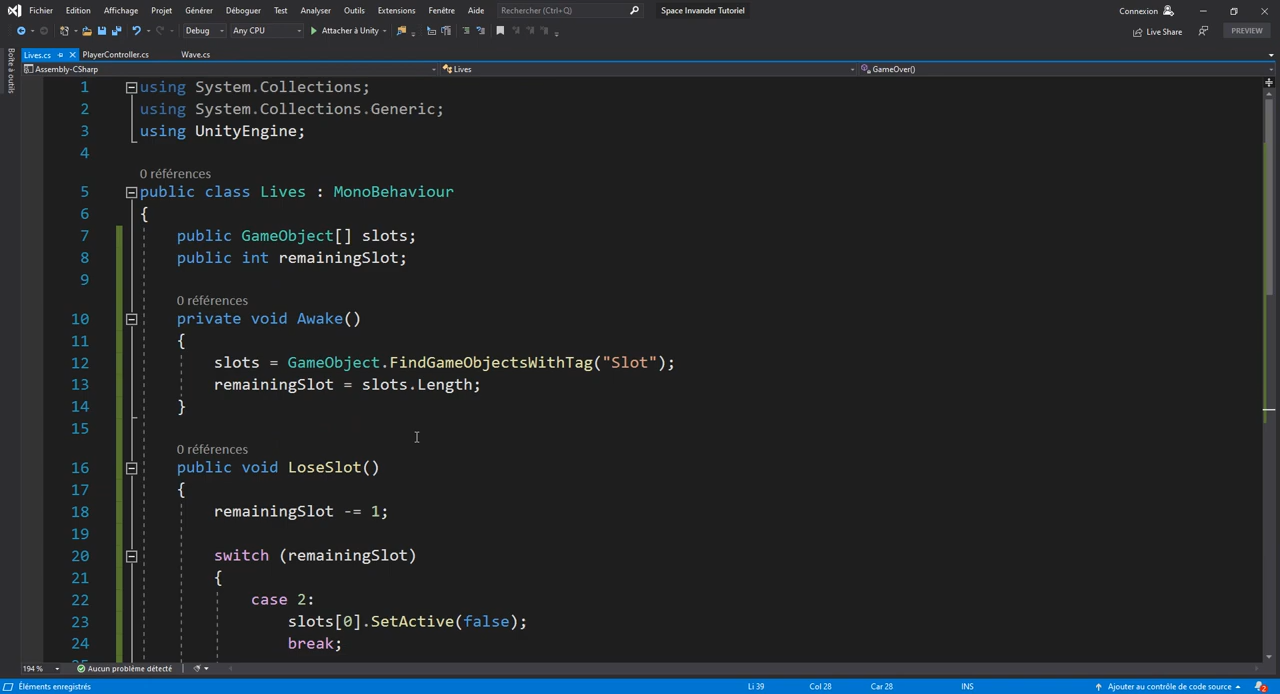 Fichier Edition Affichage Projet Générer Déboguer Test Analyser Outils Extensions Fenêtre Aide Rechercher (Ctrl+Q) Space Invander Tutoriel Connexion
Debug Any CPU Attacher à Unity Live Share PREVIEW
Boîte à outils
Lives.cs PlayerController.cs Wave.cs
Assembly-CSharp Lives GameOver()
1 using System.Collections;
2 using System.Collections.Generic;
3 using UnityEngine;
4
0 références
5 public class Lives : MonoBehaviour
6 {
7 public GameObject[] slots;
8 public int remainingSlot;
9
0 références
10 private void Awake()
11 {
12 slots = GameObject.FindGameObjectsWithTag("Slot");
13 remainingSlot = slots.Length;
14 }
15
0 références
16 public void LoseSlot()
17 {
18 remainingSlot -= 1;
19
20 switch (remainingSlot)
21 {
22 case 2:
23 slots[0].SetActive(false);
24 break;
194 % Aucun problème détecté
Éléments enregistrés Li 39 Col 28 Car 28 INS Ajouter au contrôle de code source 2